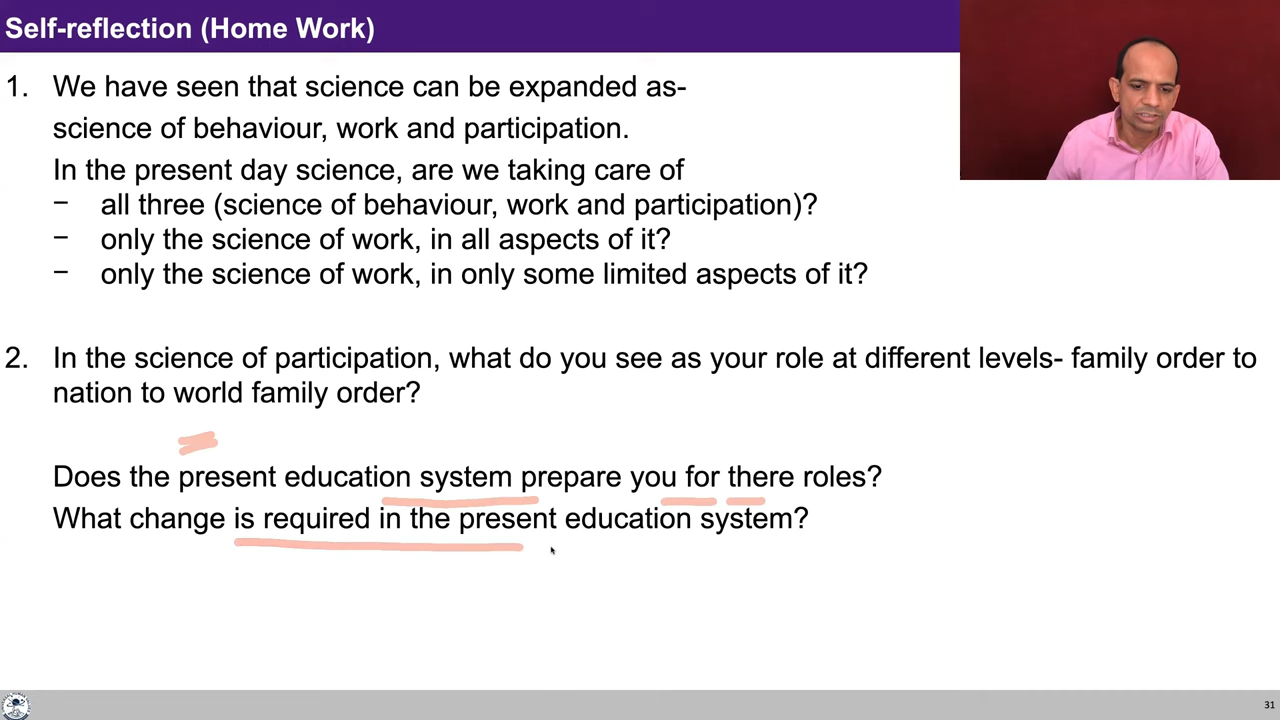 Self-reflection (Home Work)
1. We have seen that science can be expanded as-
science of behaviour, work and participation.
In the present day science, are we taking care of
− all three (science of behaviour, work and participation)?
− only the science of work, in all aspects of it?
− only the science of work, in only some limited aspects of it?
2. In the science of participation, what do you see as your role at different levels- family order to
nation to world family order?
Does the present education system prepare you for there roles?
What change is required in the present education system?
31